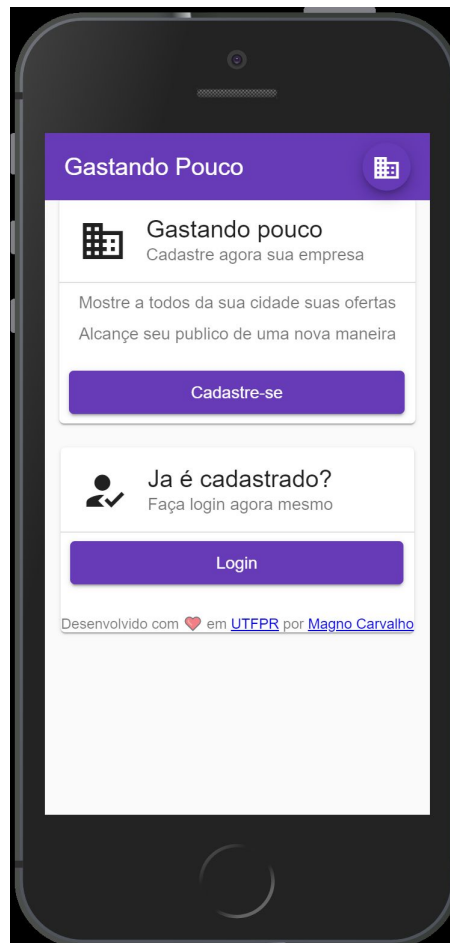 Gastando Pouco
Gastando pouco
Cadastre agora sua empresa
Mostre a todos da sua cidade suas ofertas
Alcançe seu publico de uma nova maneira
Cadastre-se
Ja é cadastrado?
Faça login agora mesmo
Login
Desenvolvido com ❤ em UTFPR por Magno Carvalho